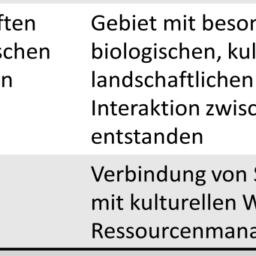 ften
schen
n
Gebiet mit beson
biologischen, kul
landschaftlichen
Interaktion zwisc
entstanden
Verbindung von S
mit kulturellen W
Ressourcenmana